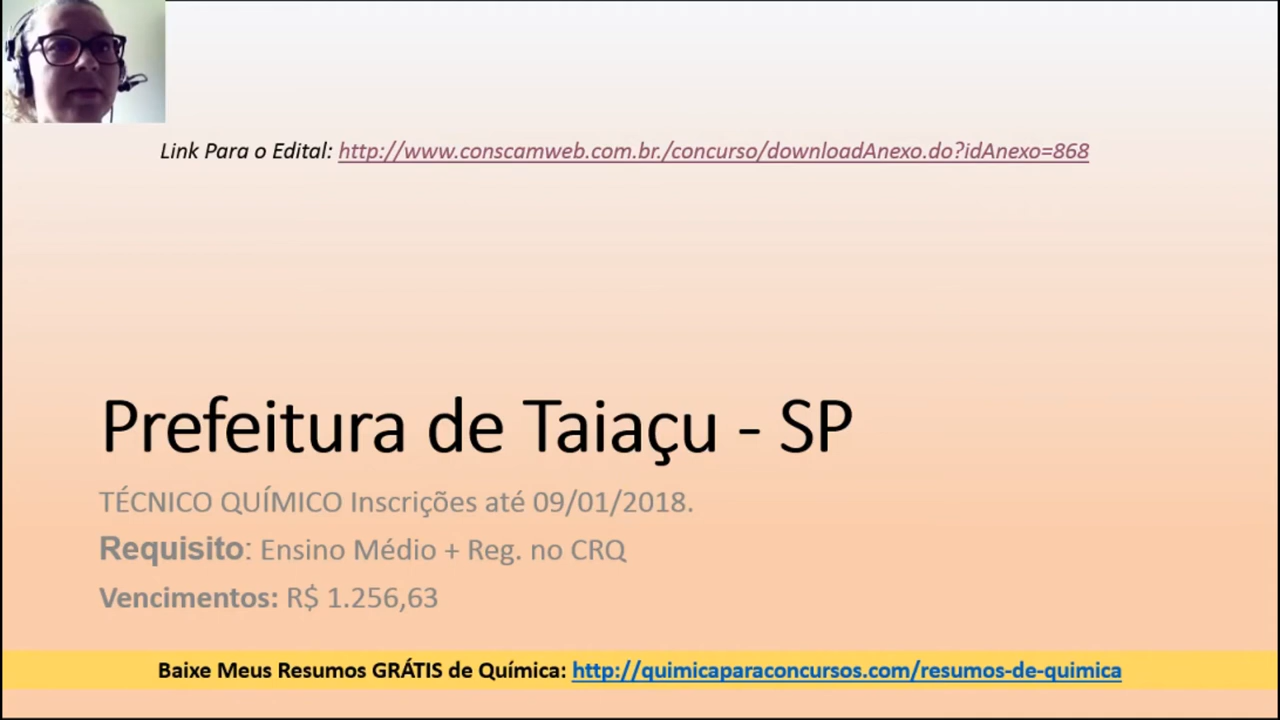 Link Para o Edital: http://www.conscamweb.com.br./concurso/downloadAnexo.do?idAnexo=868
Prefeitura de Taiaçu - SP
TÉCNICO QUÍMICO Inscrições até 09/01/2018.
Requisito: Ensino Médio + Reg. no CRQ
Vencimentos: R$ 1.256,63
Baixe Meus Resumos GRÁTIS de Química: http://quimicaparaconcursos.com/resumos-de-quimica